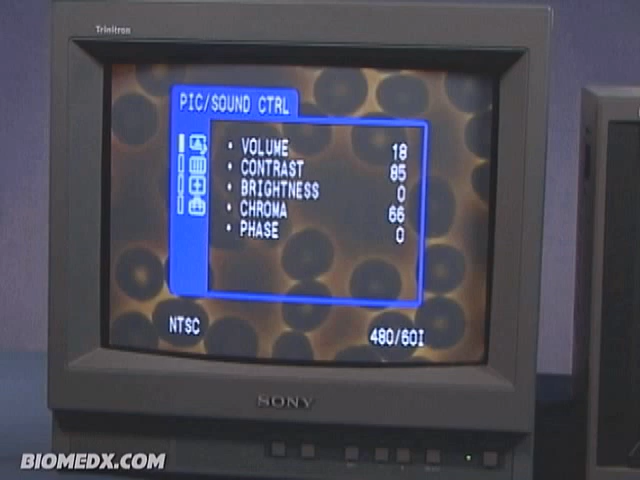 Trinitron
PIC/SOUND CTRL
• VOLUME 18
• CONTRAST 85
• BRIGHTNESS 0
• CHROMA 66
• PHASE 0
NTSC 480/60I
SONY
BIOMEDX.COM